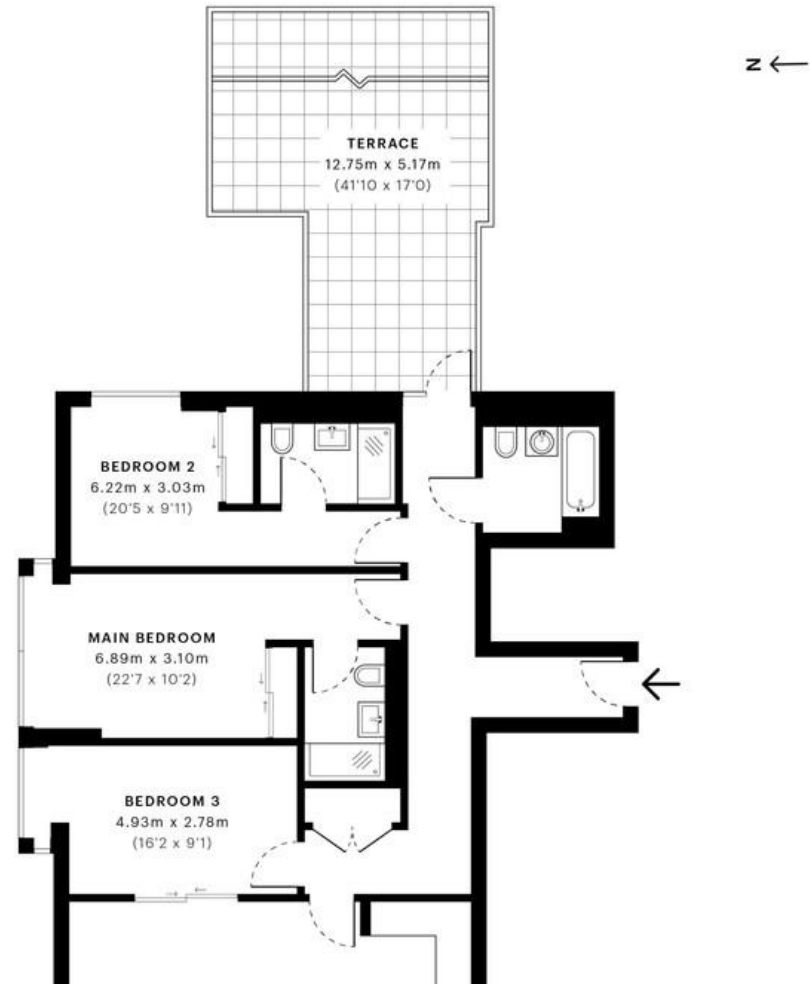 N
TERRACE
12.75m x 5.17m
(41'10 x 17'0)
BEDROOM 2
6.22m x 3.03m
(20'5 x 9'11)
MAIN BEDROOM
6.89m x 3.10m
(22'7 x 10'2)
BEDROOM 3
4.93m x 2.78m
(16'2 x 9'1)